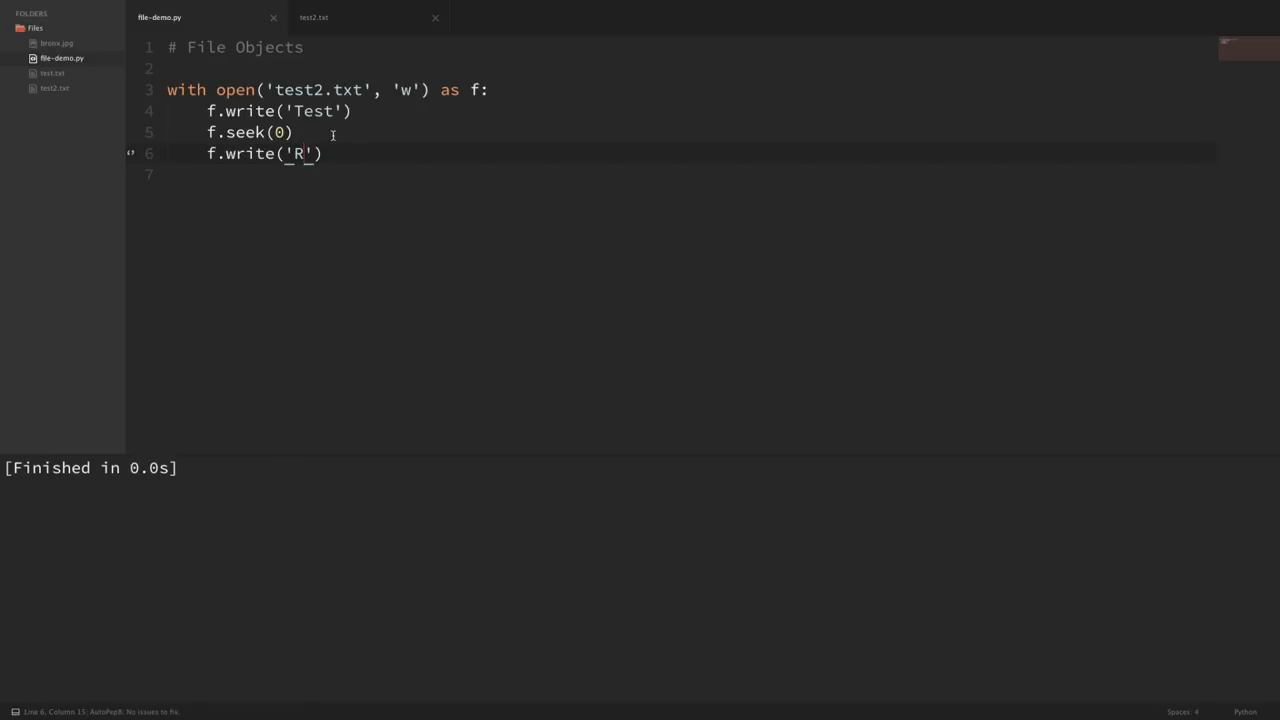 FOLDERS
Files
bronx.jpg
file-demo.py
test.txt
test2.txt
file-demo.py
test2.txt
1 # File Objects
2
3 with open('test2.txt', 'w') as f:
4 f.write('Test')
5 f.seek(0)
6 f.write('R')
7
[Finished in 0.0s]
Line 6, Column 15; AutoPep8: No issues to fix.
Spaces: 4
Python